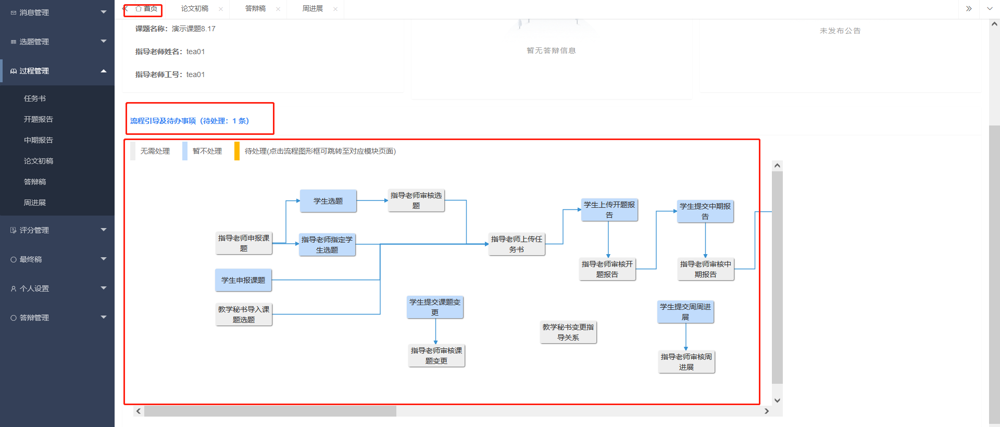 消息管理
选题管理
过程管理
任务书
开题报告
中期报告
论文初稿
答辩稿
周进展
评分管理
最终稿
个人设置
答辩管理
首页
论文初稿
答辩稿
周进展
课题名称：演示课题8.17
指导老师姓名：tea01
指导老师工号：tea01
暂无答辩信息
未发布公告
流程引导及待办事项（待处理：1 条）
无需处理
暂不处理
待处理(点击流程图形框可跳转至对应模块页面)
学生选题
指导老师审核选
题
学生上传开题报
告
学生提交中期报
告
指导老师申报课
题
指导老师指定学
生选题
指导老师上传任
务书
指导老师审核开
题报告
指导老师审核中
期报告
学生申报课题
教学秘书导入课
题选题
学生提交课题变
更
指导老师审核课
题变更
教学秘书变更指
导关系
学生提交周周进
展
指导老师审核周
进展